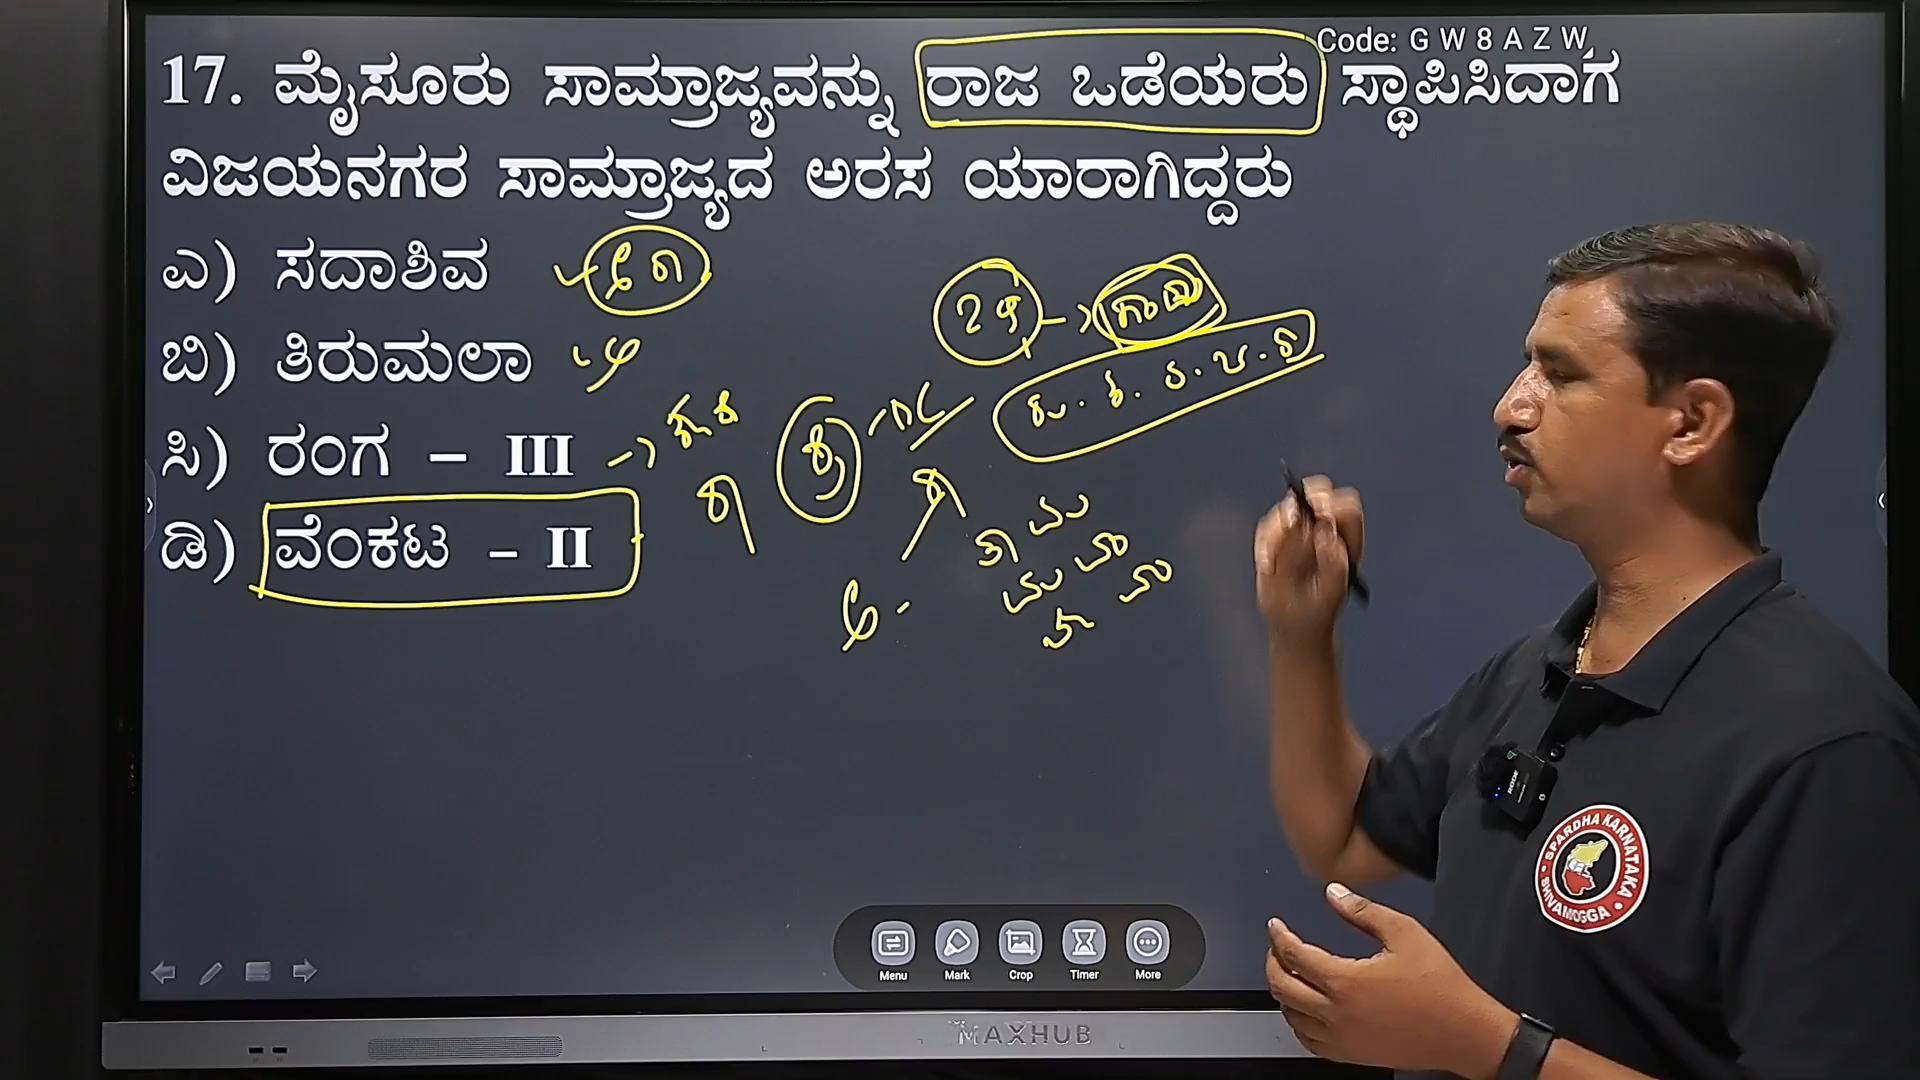 Code: G W 8 A Z W
17. ಮೈಸೂರು ಸಾಮ್ರಾಜ್ಯವನ್ನು ರಾಜ ಒಡೆಯರು ಸ್ಥಾಪಿಸಿದಾಗ
ವಿಜಯನಗರ ಸಾಮ್ರಾಜ್ಯದ ಅರಸ ಯಾರಾಗಿದ್ದರು
ಎ) ಸದಾಶಿವ
ಬಿ) ತಿರುಮಲಾ
ಸಿ) ರಂಗ – III
ಡಿ) ವೆಂಕಟ – II
Menu Mark Crop Timer More
MAXHUB
RODE
SPARDHA KARNATAKA
SHIVAMOGGA